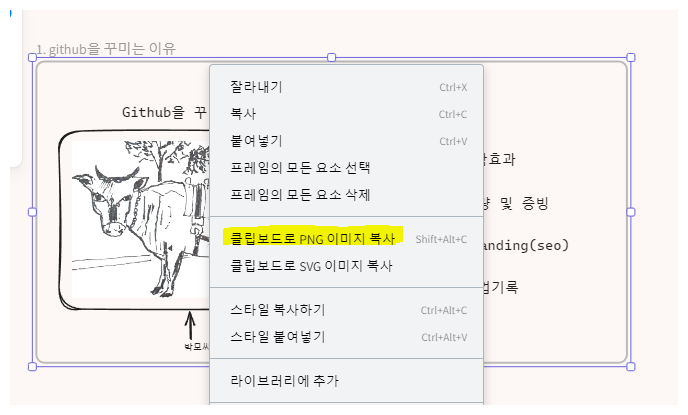 1. github을 꾸미는 이유
Github을 꾸
잘라내기 Ctrl+X
복사 Ctrl+C
붙여넣기 Ctrl+V
프레임의 모든 요소 선택
프레임의 모든 요소 삭제
클립보드로 PNG 이미지 복사 Shift+Alt+C
클립보드로 SVG 이미지 복사
스타일 복사하기 Ctrl+Alt+C
스타일 붙여넣기 Ctrl+Alt+V
라이브러리에 추가
효과
및 증빙
anding(seo)
기록
박모씨